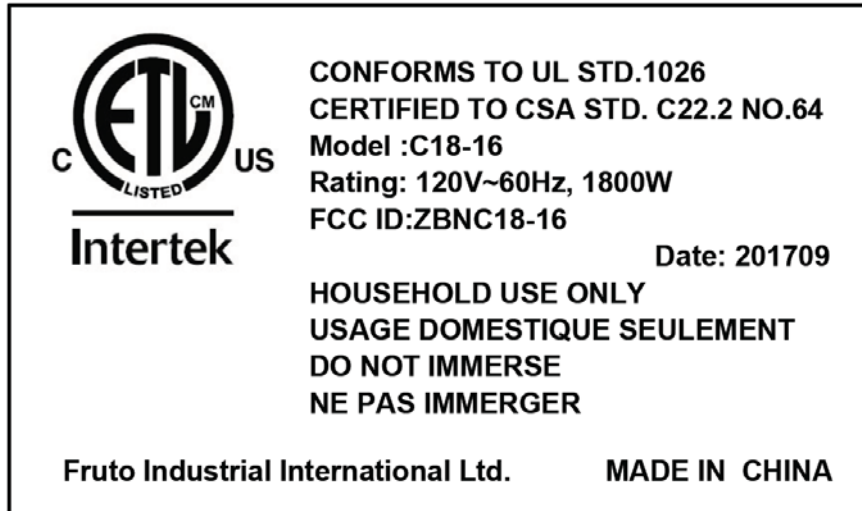 ETL CM
C US
LISTED
Intertek
CONFORMS TO UL STD.1026
CERTIFIED TO CSA STD. C22.2 NO.64
Model :C18-16
Rating: 120V~60Hz, 1800W
FCC ID:ZBNC18-16
Date: 201709
HOUSEHOLD USE ONLY
USAGE DOMESTIQUE SEULEMENT
DO NOT IMMERSE
NE PAS IMMERGER
Fruto Industrial International Ltd. MADE IN CHINA